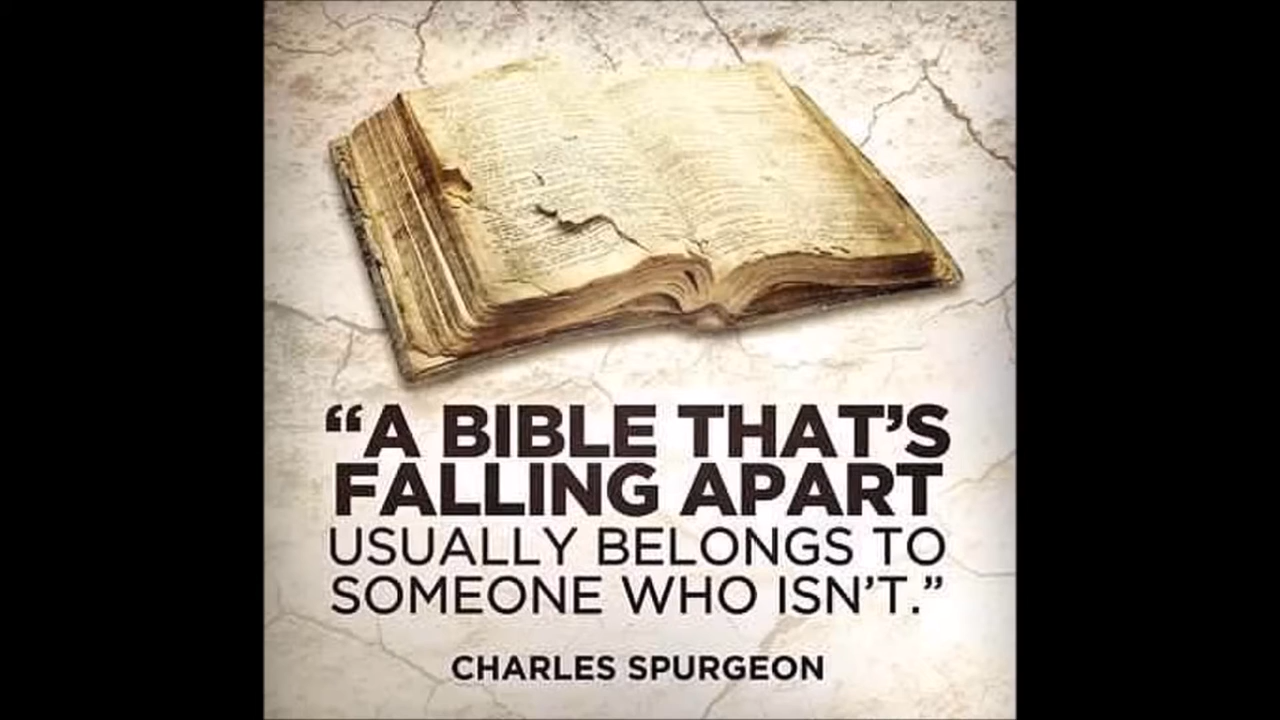 “A BIBLE THAT’S
FALLING APART
USUALLY BELONGS TO
SOMEONE WHO ISN’T.”
CHARLES SPURGEON